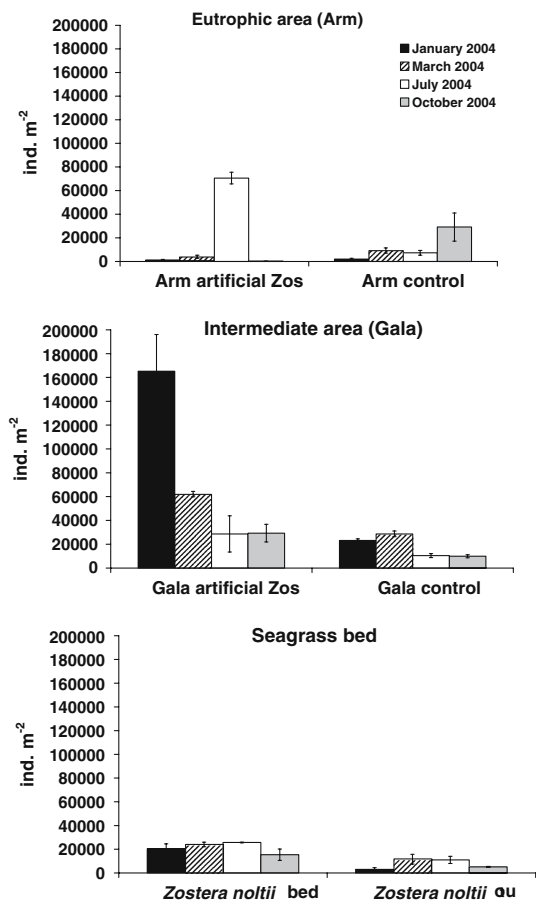 Eutrophic area (Arm)
200000
180000
160000
140000
120000
100000
80000
60000
40000
20000
0
ind. m-2
January 2004
March 2004
July 2004
October 2004
Arm artificial Zos
Arm control
Intermediate area (Gala)
200000
180000
160000
140000
120000
100000
80000
60000
40000
20000
0
ind. m-2
Gala artificial Zos
Gala control
Seagrass bed
200000
180000
160000
140000
120000
100000
80000
60000
40000
20000
0
ind. m-2
Zostera noltii bed
Zostera noltii